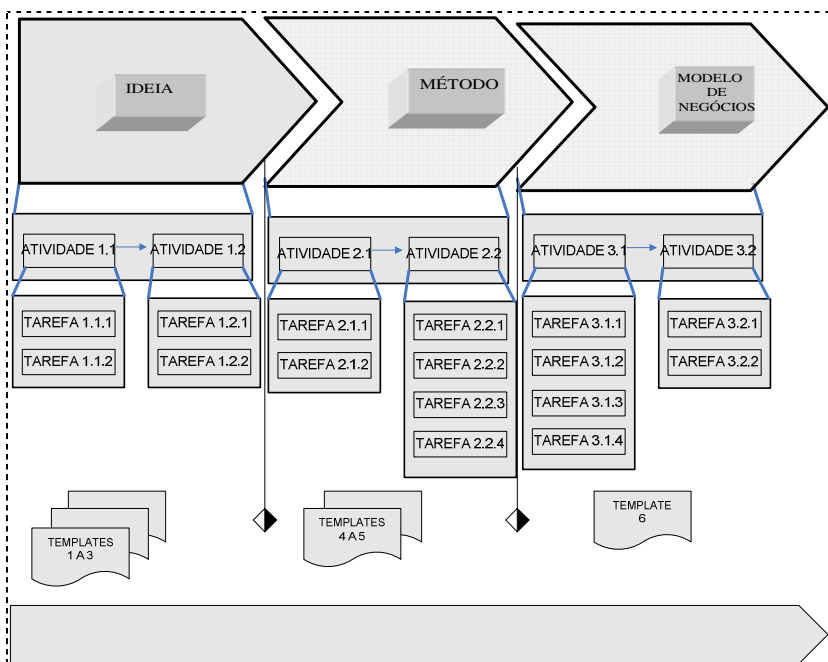 IDEIA
MÉTODO
MODELO
DE
NEGÓCIOS
ATIVIDADE 1.1
ATIVIDADE 1.2
ATIVIDADE 2.1
ATIVIDADE 2.2
ATIVIDADE 3.1
ATIVIDADE 3.2
TAREFA 1.1.1
TAREFA 1.1.2
TAREFA 1.2.1
TAREFA 1.2.2
TAREFA 2.1.1
TAREFA 2.1.2
TAREFA 2.2.1
TAREFA 2.2.2
TAREFA 2.2.3
TAREFA 2.2.4
TAREFA 3.1.1
TAREFA 3.1.2
TAREFA 3.1.3
TAREFA 3.1.4
TAREFA 3.2.1
TAREFA 3.2.2
TEMPLATES
1 A 3
TEMPLATES
4 A 5
TEMPLATE
6